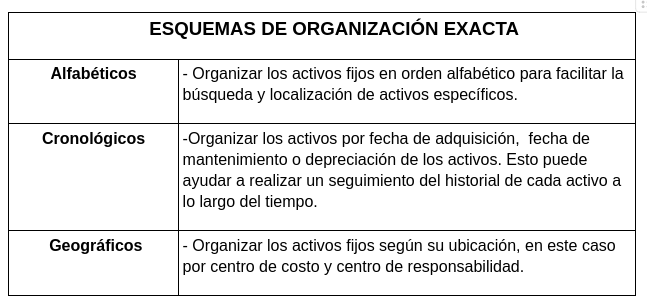 ESQUEMAS DE ORGANIZACIÓN EXACTA
Alfabéticos
- Organizar los activos fijos en orden alfabético para facilitar la
búsqueda y localización de activos específicos.
Cronológicos
-Organizar los activos por fecha de adquisición,  fecha de
mantenimiento o depreciación de los activos. Esto puede
ayudar a realizar un seguimiento del historial de cada activo a
lo largo del tiempo.
Geográficos
- Organizar los activos fijos según su ubicación, en este caso
por centro de costo y centro de responsabilidad.